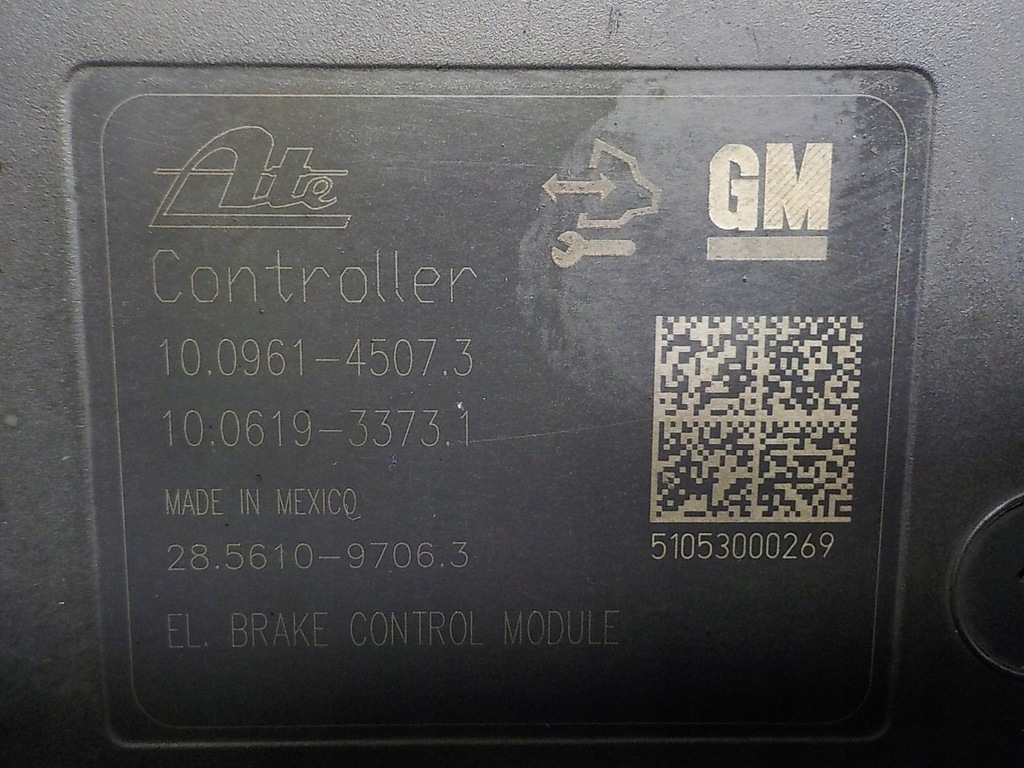 Ate
GM
Controller
10.0961-4507.3
10.0619-3373.1
MADE IN MEXICO
28.5610-9706.3
51053000269
EL. BRAKE CONTROL MODULE